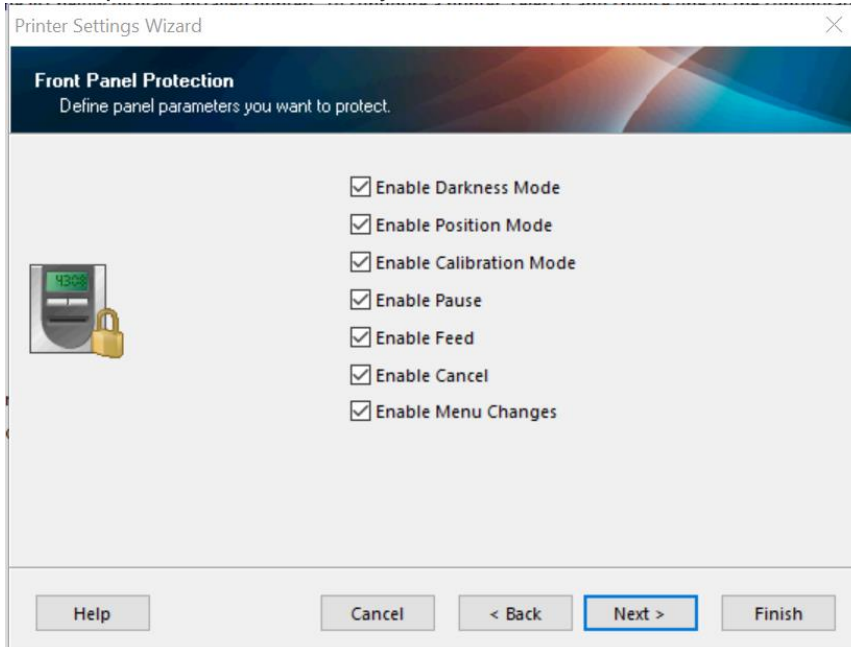 Printer Settings Wizard
Front Panel Protection
Define panel parameters you want to protect.
Enable Darkness Mode
Enable Position Mode
Enable Calibration Mode
4308
Enable Pause
Enable Feed
Enable Cancel
Enable Menu Changes
Help
Cancel
< Back
Next >
Finish